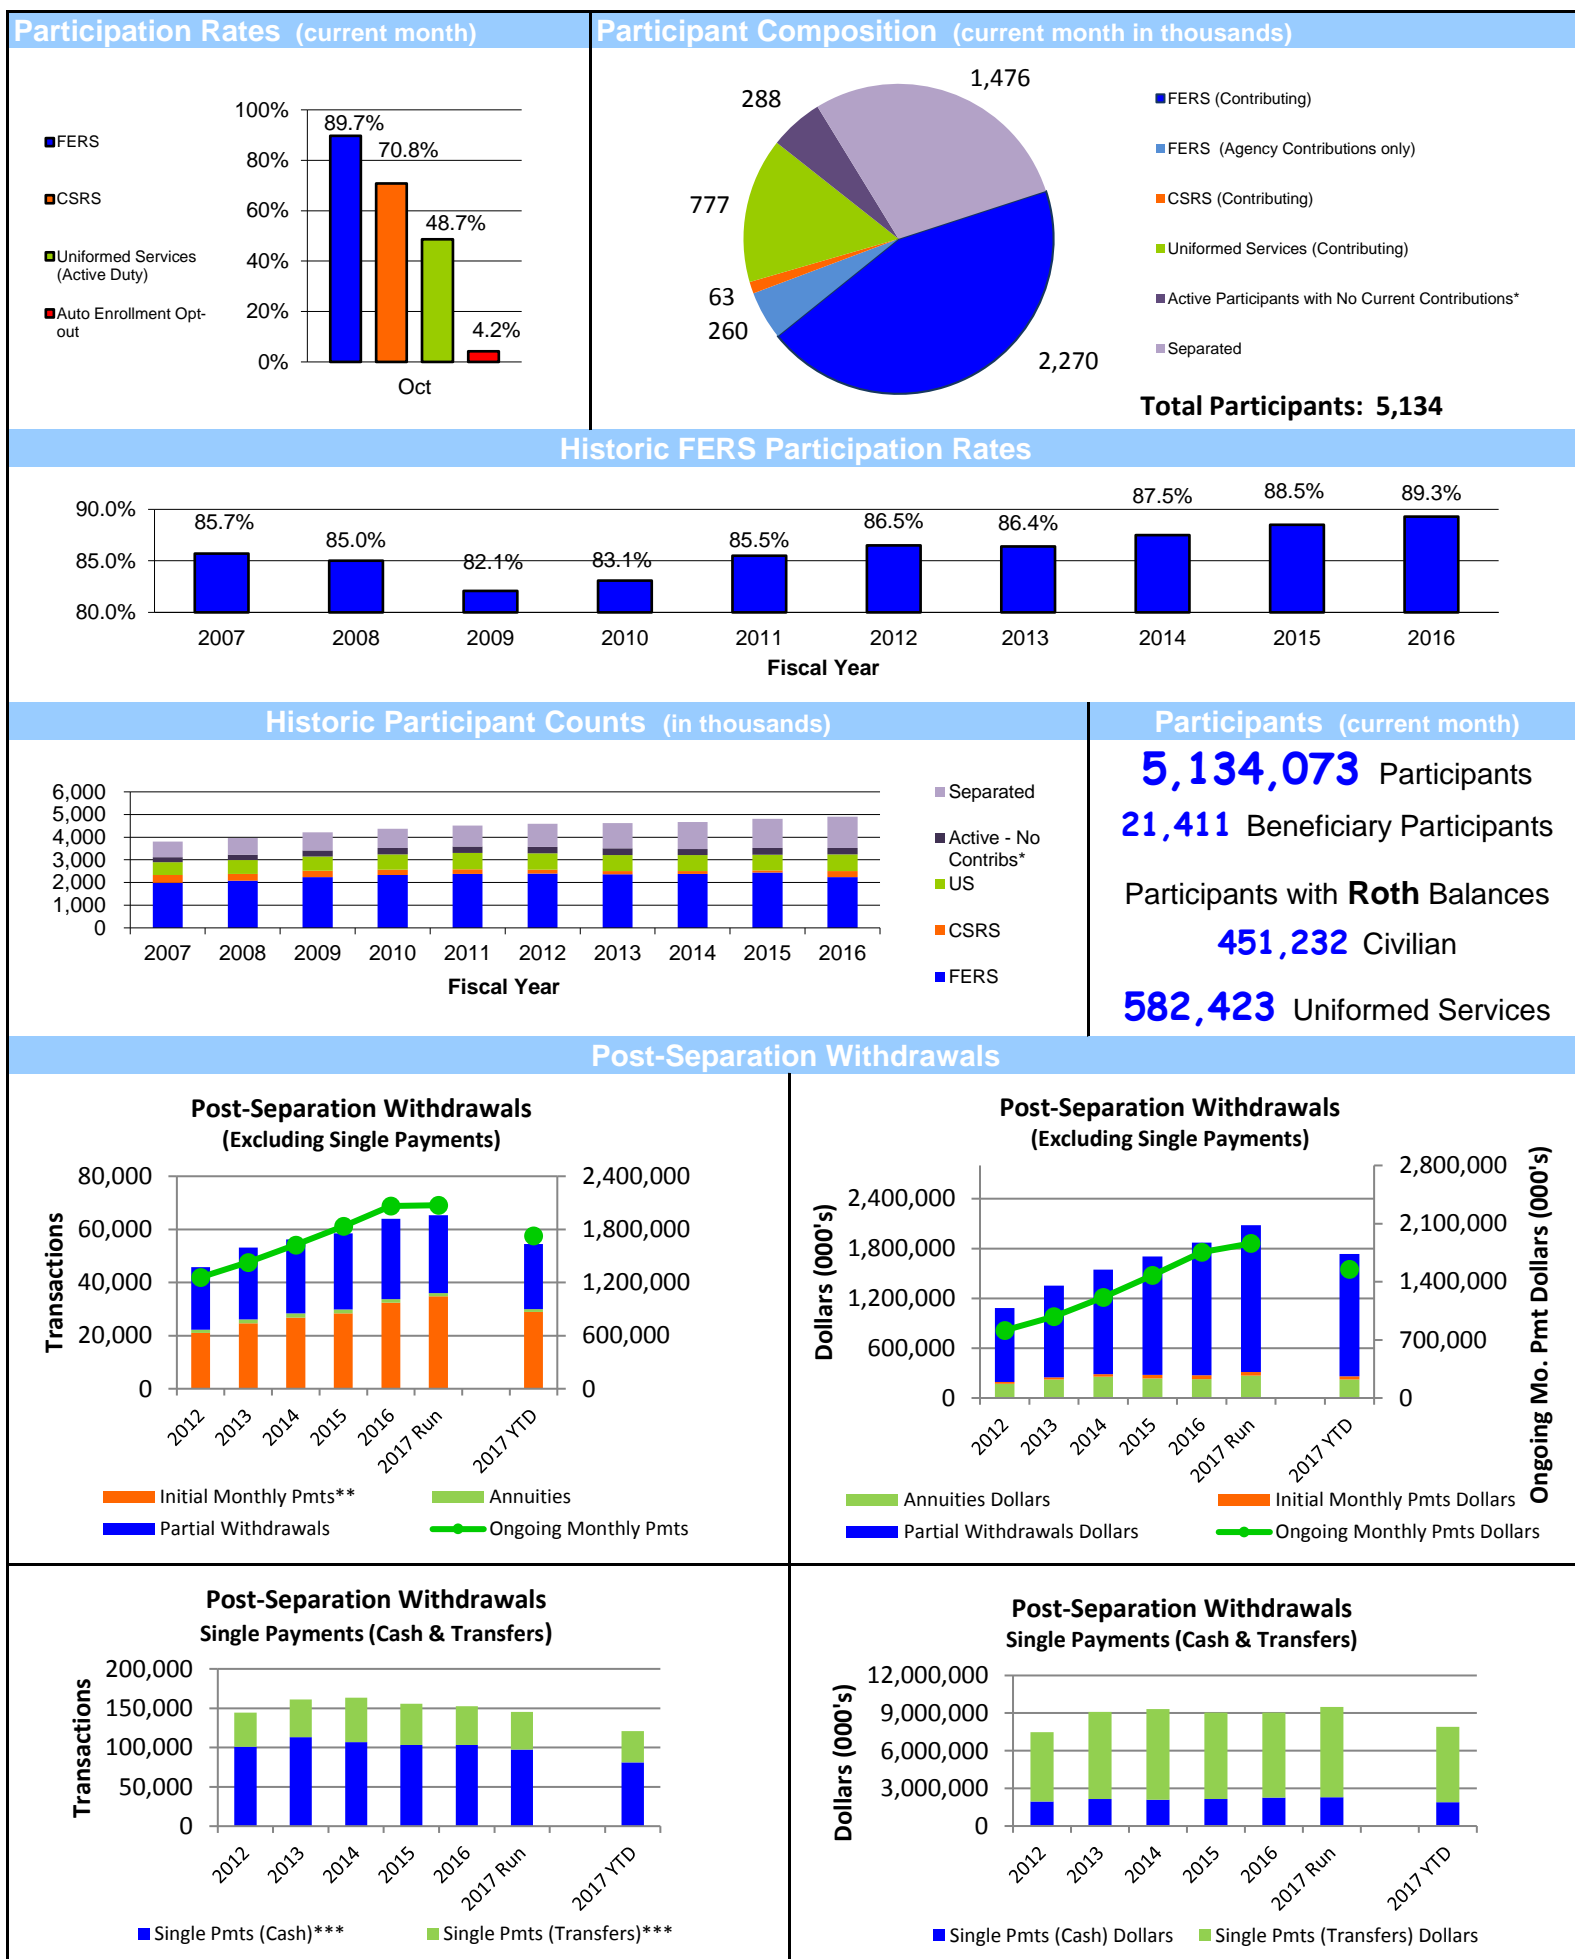 Participation Rates (current month)
Participant Composition (current month in thousands)
100%
80%
60%
40%
20%
0%
89.7%
70.8%
48.7%
4.2%
Oct
FERS
CSRS
Uniformed Services
(Active Duty)
Auto Enrollment Opt-
out
1,476
288
777
63
260
2,270
FERS (Contributing)
FERS (Agency Contributions only)
CSRS (Contributing)
Uniformed Services (Contributing)
Active Participants with No Current Contributions*
Separated
Total Participants: 5,134
Historic FERS Participation Rates
90.0%
85.0%
80.0%
85.7%
85.0%
82.1%
83.1%
85.5%
86.5%
86.4%
87.5%
88.5%
89.3%
2007 2008 2009 2010 2011 2012 2013 2014 2015 2016
Fiscal Year
Historic Participant Counts (in thousands)
6,000
5,000
4,000
3,000
2,000
1,000
0
2007 2008 2009 2010 2011 2012 2013 2014 2015 2016
Fiscal Year
Separated
Active - No
Contribs*
US
CSRS
FERS
Participants (current month)
5,134,073 Participants
21,411 Beneficiary Participants
Participants with Roth Balances
451,232 Civilian
582,423 Uniformed Services
Post-Separation Withdrawals
Post-Separation Withdrawals
(Excluding Single Payments)
Transactions
80,000
60,000
40,000
20,000
0
2,400,000
1,800,000
1,200,000
600,000
0
2012 2013 2014 2015 2016 2017 Run 2017 YTD
Initial Monthly Pmts** Annuities
Partial Withdrawals Ongoing Monthly Pmts
Post-Separation Withdrawals
(Excluding Single Payments)
Dollars (000's)
2,400,000
1,800,000
1,200,000
600,000
0
2,800,000
2,100,000
1,400,000
700,000
0
Ongoing Mo. Pmt Dollars (000's)
2012 2013 2014 2015 2016 2017 Run 2017 YTD
Annuities Dollars Initial Monthly Pmts Dollars
Partial Withdrawals Dollars Ongoing Monthly Pmts Dollars
Post-Separation Withdrawals
Single Payments (Cash & Transfers)
Transactions
200,000
150,000
100,000
50,000
0
2012 2013 2014 2015 2016 2017 Run 2017 YTD
Single Pmts (Cash)*** Single Pmts (Transfers)***
Post-Separation Withdrawals
Single Payments (Cash & Transfers)
Dollars (000's)
12,000,000
9,000,000
6,000,000
3,000,000
0
2012 2013 2014 2015 2016 2017 Run 2017 YTD
Single Pmts (Cash) Dollars Single Pmts (Transfers) Dollars